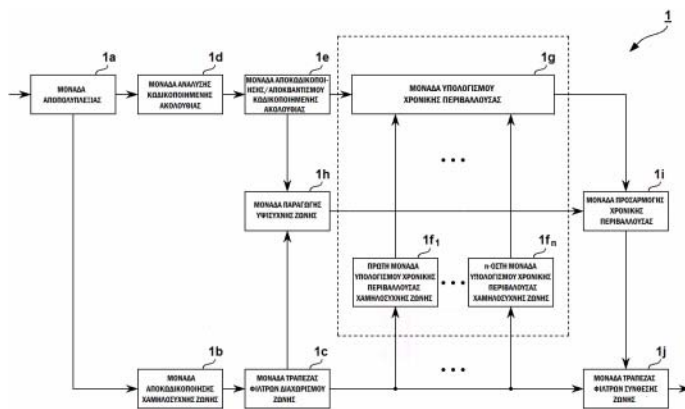 1
1a
ΜΟΝΑΔΑ
ΑΠΟΠΟΛΥΠΛΕΞΙΑΣ
1d
ΜΟΝΑΔΑ ΑΝΑΛΥΣΗΣ
ΚΩΔΙΚΟΠΟΙΗΜΕΝΗΣ
ΑΚΟΛΟΥΘΙΑΣ
1e
ΜΟΝΑΔΑ ΑΠΟΚΩΔΙΚΟΠΟΙ-
ΗΣΗΣ/ΑΠΟΚΒΑΝΤΙΣΜΟΥ
ΚΩΔΙΚΟΠΟΙΗΜΕΝΗΣ
ΑΚΟΛΟΥΘΙΑΣ
1g
ΜΟΝΑΔΑ ΥΠΟΛΟΓΙΣΜΟΥ
ΧΡΟΝΙΚΗΣ ΠΕΡΙΒΑΛΛΟΥΣΑΣ
1h
ΜΟΝΑΔΑ ΠΑΡΑΓΩΓΗΣ
ΥΨΙΣΥΧΝΗΣ ΖΩΝΗΣ
1i
ΜΟΝΑΔΑ ΠΡΟΣΑΡΜΟΓΗΣ
ΧΡΟΝΙΚΗΣ
ΠΕΡΙΒΑΛΛΟΥΣΑΣ
1f1
ΠΡΩΤΗ ΜΟΝΑΔΑ
ΥΠΟΛΟΓΙΣΜΟΥ ΧΡΟΝΙΚΗΣ
ΠΕΡΙΒΑΛΛΟΥΣΑΣ
ΧΑΜΗΛΟΣΥΧΝΗΣ ΖΩΝΗΣ
1fn
n-ΟΣΤΗ ΜΟΝΑΔΑ
ΥΠΟΛΟΓΙΣΜΟΥ ΧΡΟΝΙΚΗΣ
ΠΕΡΙΒΑΛΟΥΣΑΣ
ΧΑΜΗΛΟΣΥΧΝΗΣ ΖΩΝΗΣ
1b
ΜΟΝΑΔΑ
ΑΠΟΚΩΔΙΚΟΠΟΙΗΣΗΣ
ΧΑΜΗΛΟΣΥΧΝΗΣ ΖΩΝΗΣ
1c
ΜΟΝΑΔΑ ΤΡΑΠΕΖΑΣ
ΦΙΛΤΡΩΝ ΔΙΑΧΩΡΙΣΜΟΥ
ΖΩΝΗΣ
1j
ΜΟΝΑΔΑ ΤΡΑΠΕΖΑΣ
ΦΙΛΤΡΩΝ ΣΥΝΘΕΣΗΣ
ΖΩΝΗΣ